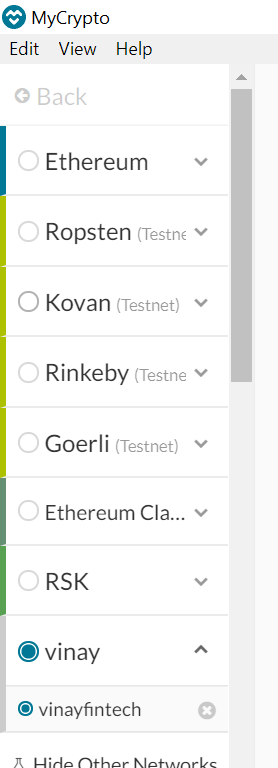 MyCrypto
Edit View Help
Back
Ethereum
Ropsten (Testne
Kovan (Testnet)
Rinkeby (Testne
Goerli (Testnet)
Ethereum Cla...
RSK
vinay
vinayfintech
Hide Other Networks